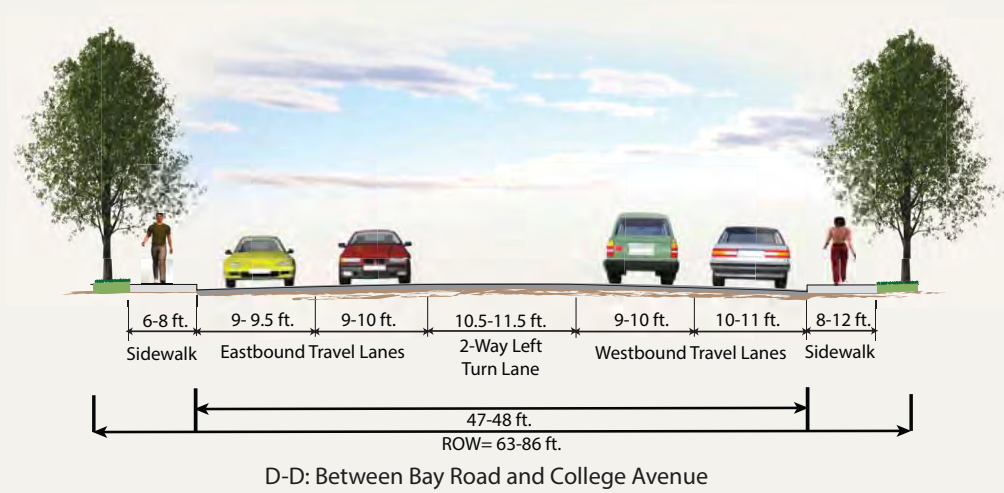 6-8 ft.
9- 9.5 ft.
9-10 ft.
10.5-11.5 ft.
9-10 ft.
10-11 ft.
8-12 ft.
Sidewalk
Eastbound Travel Lanes
2-Way Left
Turn Lane
Westbound Travel Lanes
Sidewalk
47-48 ft.
ROW= 63-86 ft.
D-D: Between Bay Road and College Avenue